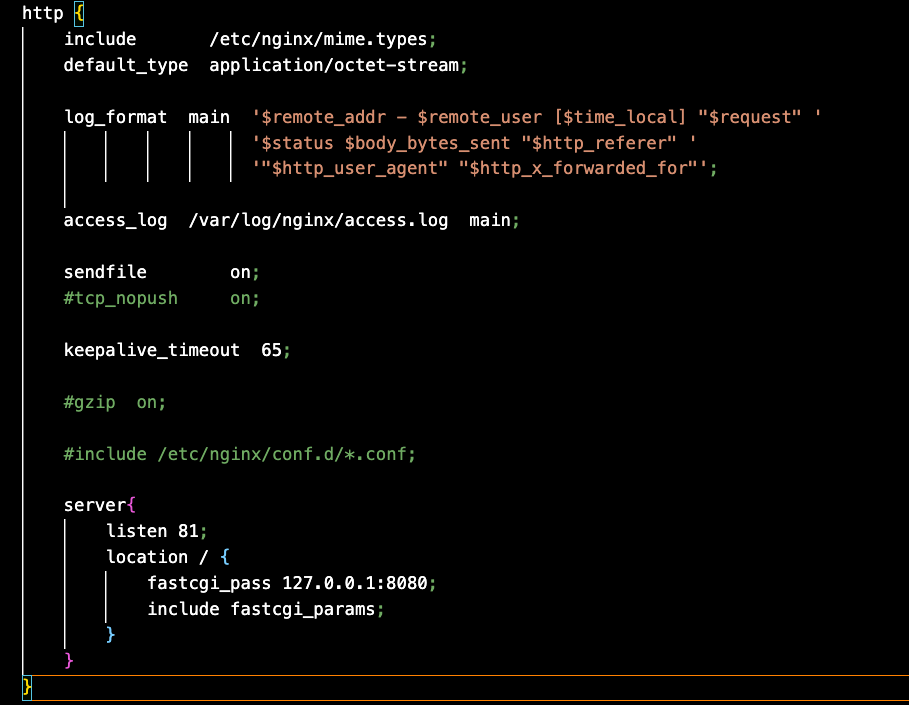 http {
    include       /etc/nginx/mime.types;
    default_type  application/octet-stream;

    log_format  main  '$remote_addr - $remote_user [$time_local] "$request" '
                      '$status $body_bytes_sent "$http_referer" '
                      '"$http_user_agent" "$http_x_forwarded_for"';

    access_log  /var/log/nginx/access.log  main;

    sendfile        on;
    #tcp_nopush     on;

    keepalive_timeout  65;

    #gzip  on;

    #include /etc/nginx/conf.d/*.conf;

    server{
        listen 81;
        location / {
            fastcgi_pass 127.0.0.1:8080;
            include fastcgi_params;
        }
    }
}